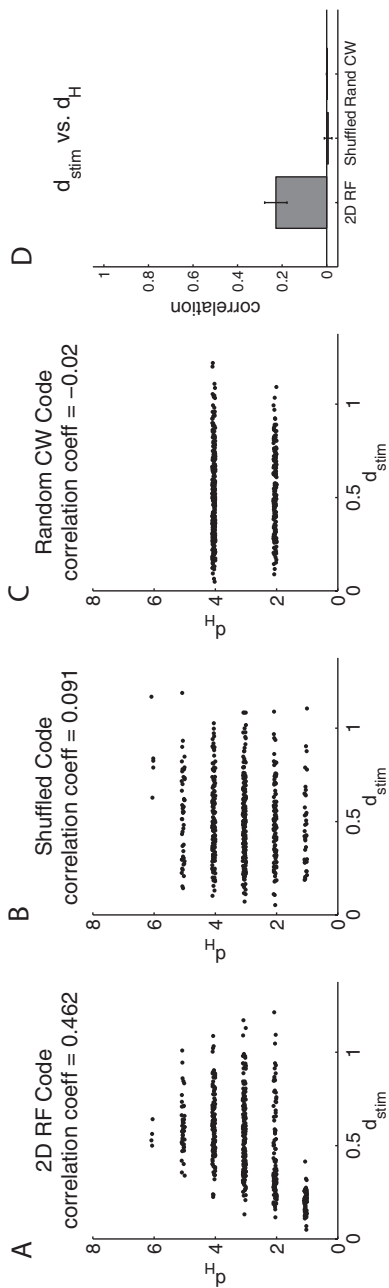 A
2D RF Code
correlation coeff = 0.462
8
6
4
2
0
d_H
0
0.5
1
d_stim
B
Shuffled Code
correlation coeff = 0.091
8
6
4
2
0
d_H
0
0.5
1
d_stim
C
Random CW Code
correlation coeff = −0.02
8
6
4
2
0
d_H
0
0.5
1
d_stim
D
d_stim vs. d_H
1
0.8
0.6
0.4
0.2
0
correlation
2D RF Shuffled Rand CW